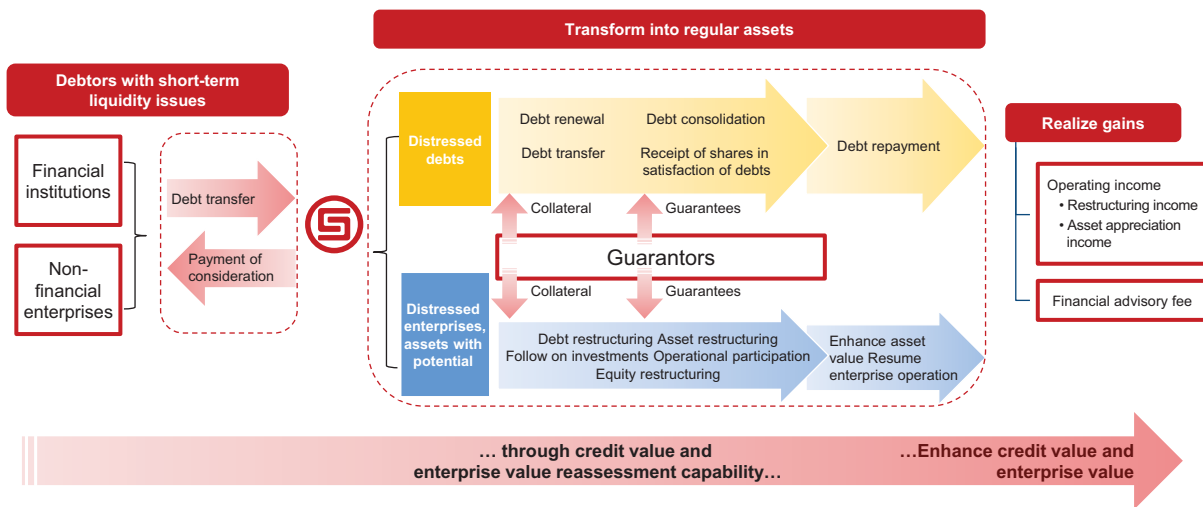 Transform into regular assets
Debtors with short-term
liquidity issues
Financial
institutions
Non-
financial
enterprises
Debt transfer
Payment of
consideration
Distressed
debts
Debt renewal
Debt consolidation
Debt transfer
Receipt of shares in
satisfaction of debts
Debt repayment
Collateral
Guarantees
Guarantors
Collateral
Guarantees
Distressed
enterprises,
assets with
potential
Debt restructuring Asset restructuring
Follow on investments Operational participation
Equity restructuring
Enhance asset
value Resume
enterprise operation
Realize gains
Operating income
• Restructuring income
• Asset appreciation
income
Financial advisory fee
… through credit value and
enterprise value reassessment capability…
…Enhance credit value and
enterprise value